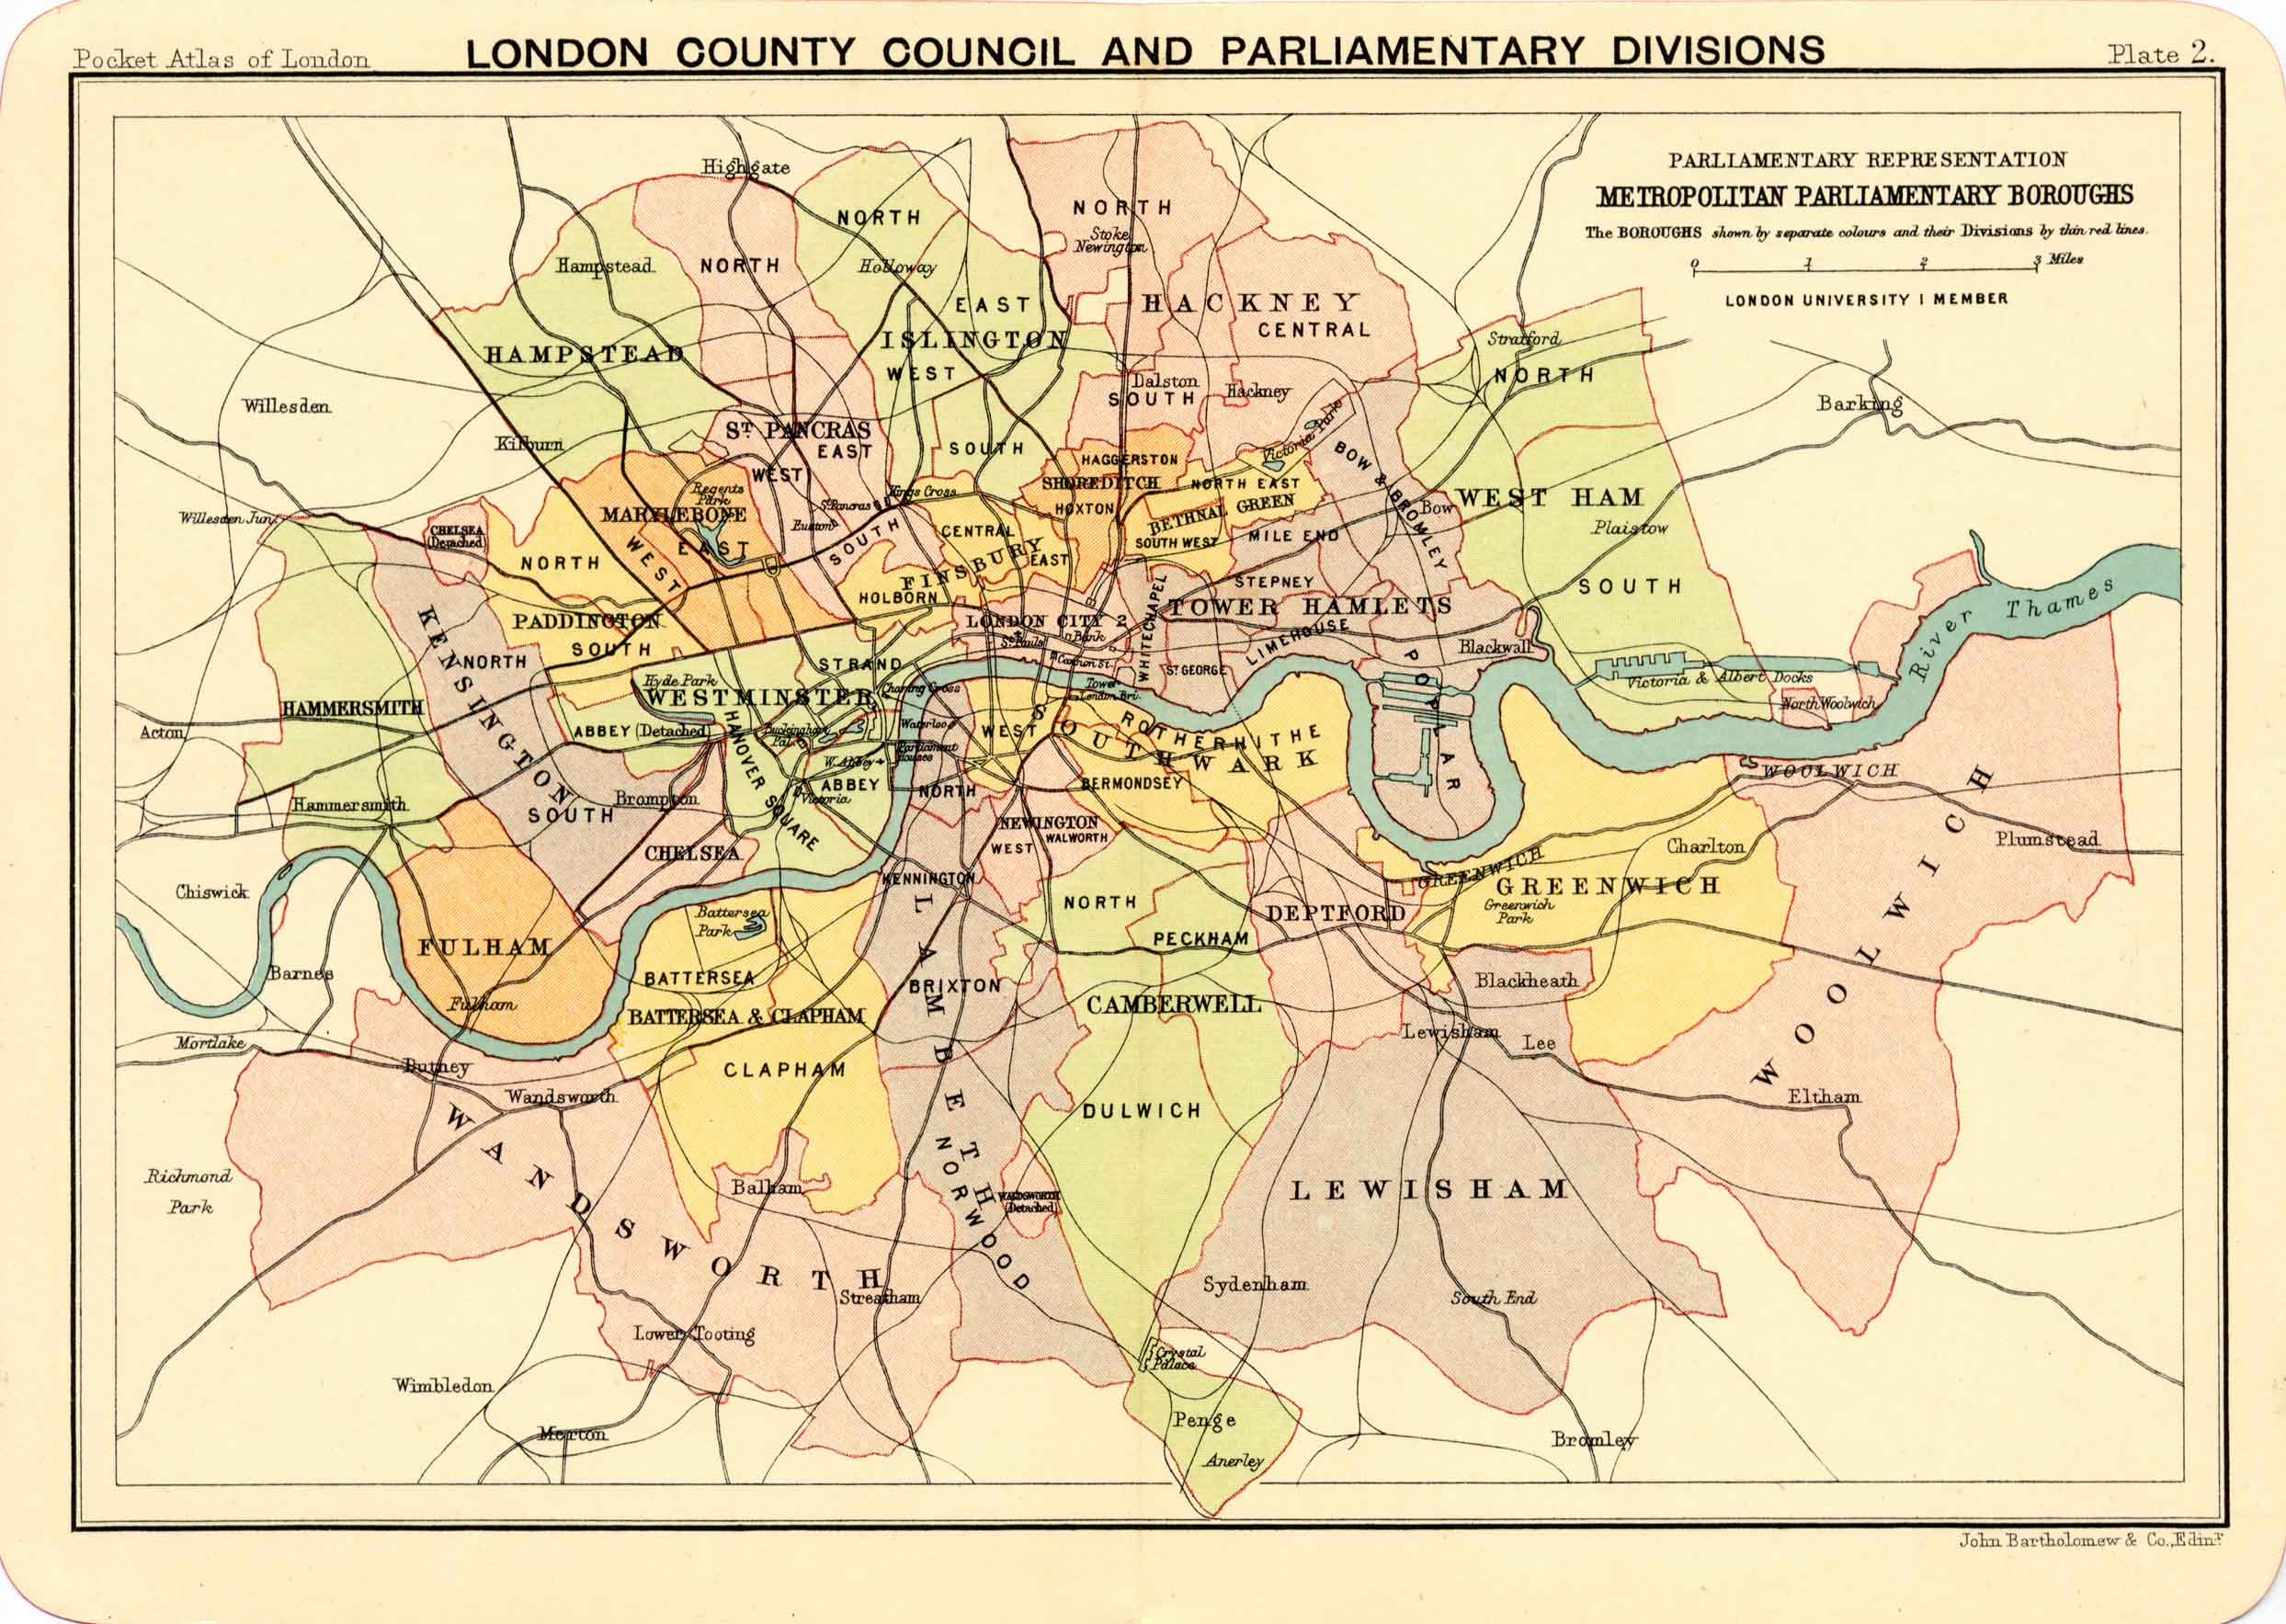 Pocket Atlas of London
LONDON COUNTY COUNCIL AND PARLIAMENTARY DIVISIONS
Plate 2.
PARLIAMENTARY REPRESENTATION
METROPOLITAN PARLIAMENTARY BOROUGHS
The BOROUGHS shown by separate colours and their Divisions by thin red lines.
0 1 2 3 Miles
LONDON UNIVERSITY 1 MEMBER
Highgate
NORTH
NORTH
Stoke
Newington
Hampstead
NORTH
Holloway
EAST
HACKNEY
CENTRAL
ISLINGTON
HAMPSTEAD
WEST
Stratford
NORTH
Dalston
SOUTH
Hackney
Barking
Willesden
Kilburn
ST PANCRAS
EAST
SOUTH
Victoria Park
BOW & BROMLEY
HAGGERSTON
WEST
Regents
Park
SHOREDITCH
NORTH EAST
Kings Cross
St Pancras
WEST HAM
MARYLEBONE
EAST
Euston
HOXTON
BETHNAL GREEN
Bow
Willesden Jun.
CHELSEA
(Detached)
CENTRAL
SOUTH
SOUTH WEST
MILE END
Plaistow
NORTH
WEST
FINSBURY
EAST
HOLBORN
STEPNEY
SOUTH
PADDINGTON
SOUTH
LONDON CITY 2
St Pauls
Bank
Cannon St.
WHITECHAPEL
TOWER HAMLETS
LIMEHOUSE
River Thames
KENSINGTON
NORTH
STRAND
ST GEORGE
Blackwall
POPLAR
Hyde Park
WESTMINSTER
Charing Cross
Tower
London Bri.
Victoria & Albert Docks
North Woolwich
HAMMERSMITH
Acton
ABBEY (Detached)
HANOVER SQUARE
Buckingham
Pal.
Waterloo
WEST
SOUTHWARK
ROTHERHITHE
W. Abbey
Parliament
Houses
ABBEY
Victoria
NORTH
BERMONDSEY
WOOLWICH
Hammersmith
Brompton
SOUTH
CHELSEA
NEWINGTON
WALWORTH
WEST
Charlton
Plumstead
WOOLWICH
Chiswick
KENNINGTON
NORTH
GREENWICH
GREENWICH
Greenwich
Park
Battersea
Park
DEPTFORD
PECKHAM
FULHAM
Barnes
BATTERSEA
LAMBETH
BRIXTON
Blackheath
Fulham
BATTERSEA & CLAPHAM
CAMBERWELL
Lewisham
Lee
Mortlake
Putney
CLAPHAM
Wandsworth
DULWICH
Eltham
WANDSWORTH
Richmond
Park
Balham
NORWOOD
WANDSWORTH
(Detached)
LEWISHAM
Streatham
Sydenham
South End
Lower Tooting
Crystal
Palace
Wimbledon
Merton
Penge
Anerley
Bromley
John Bartholomew & Co., Edinr.